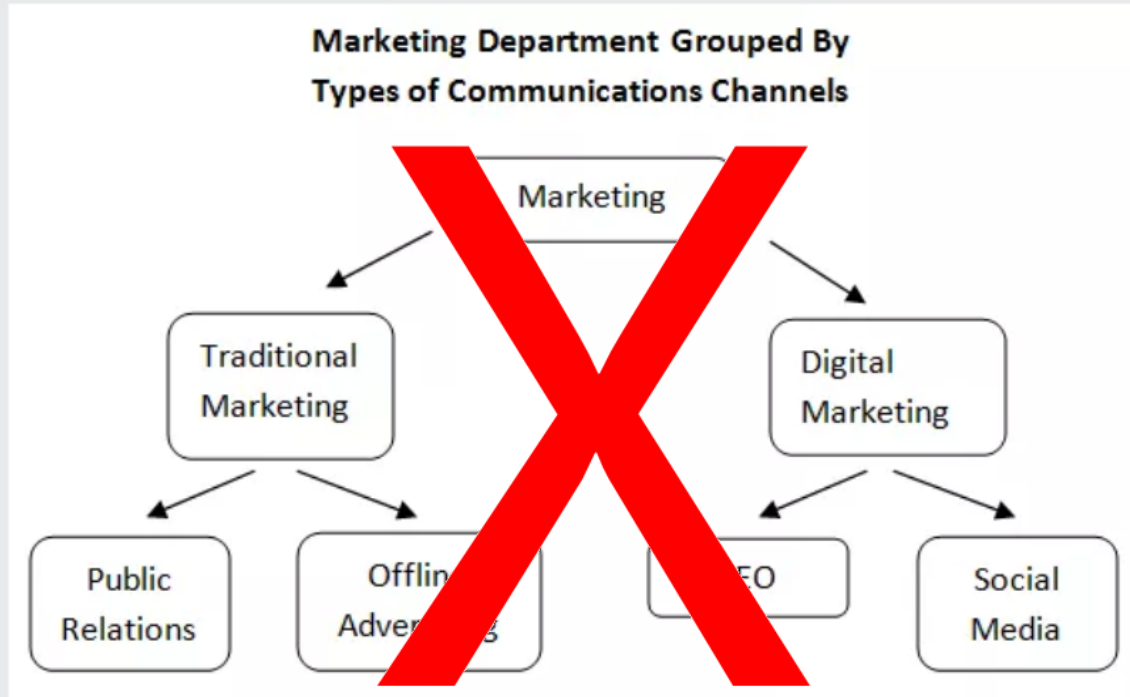 Marketing Department Grouped By
Types of Communications Channels
Marketing
Traditional
Marketing
Digital
Marketing
Public
Relations
Social
Media